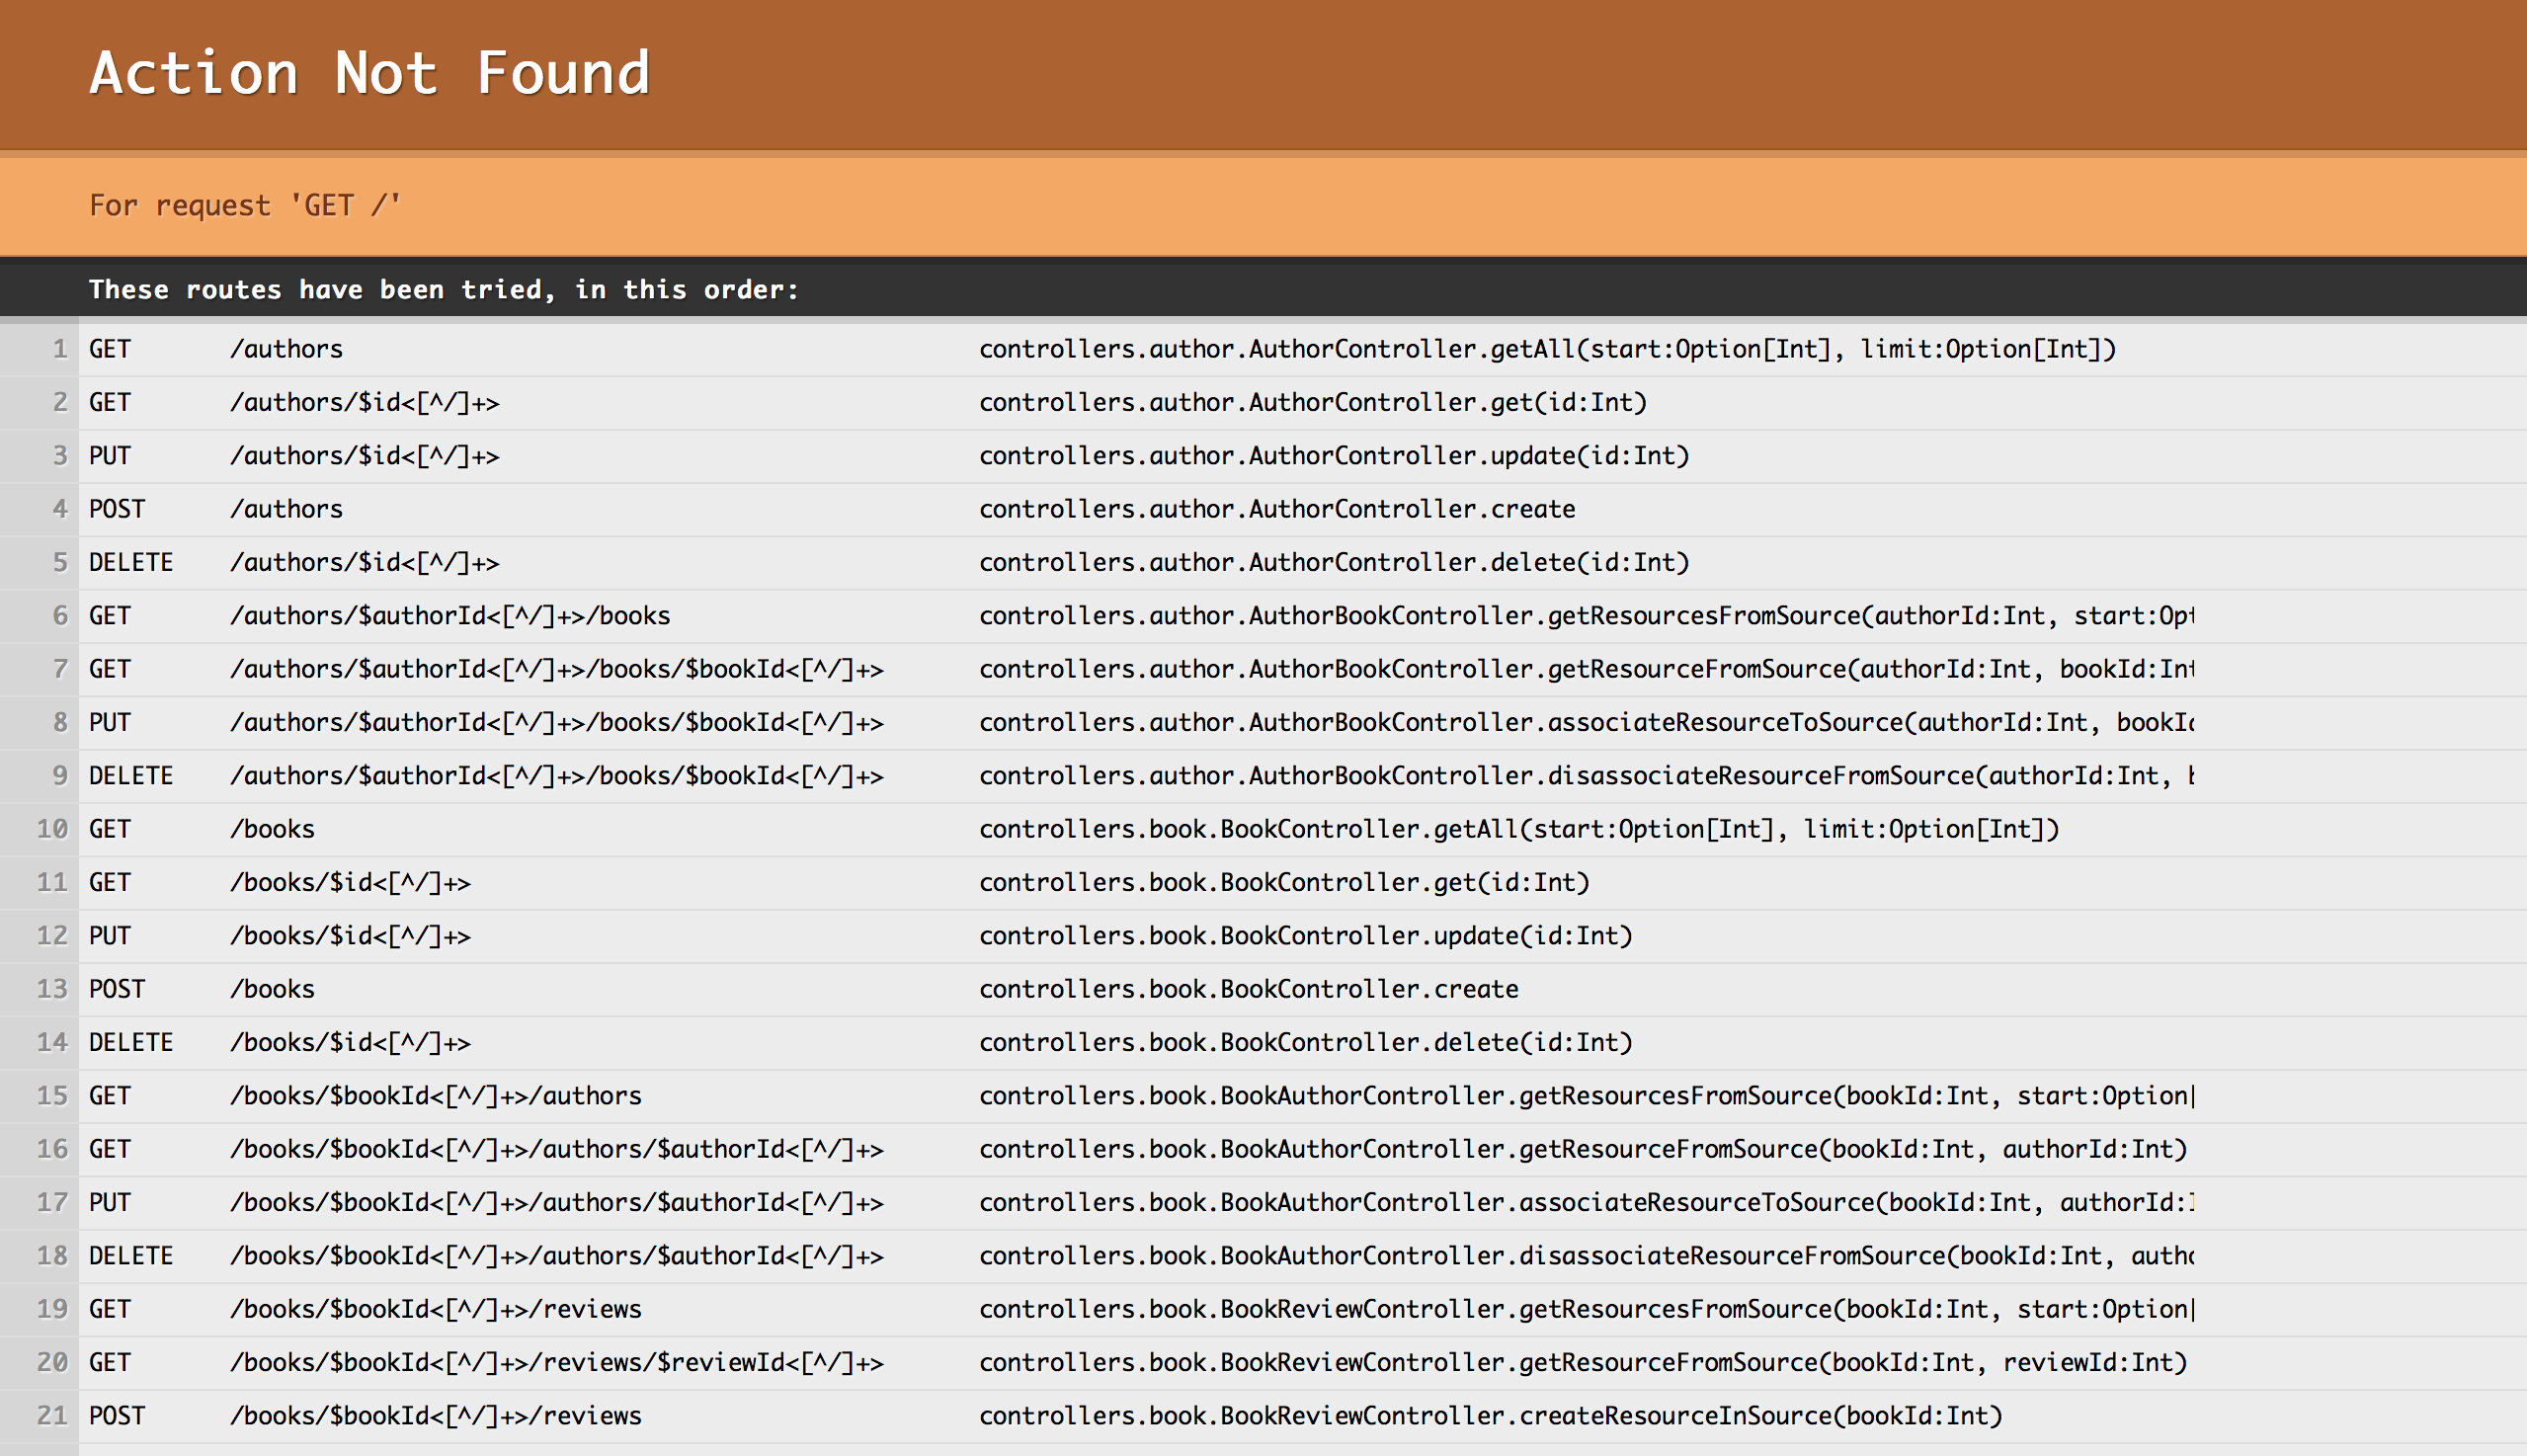 Action Not Found
For request 'GET /'
These routes have been tried, in this order:
1 GET /authors controllers.author.AuthorController.getAll(start:Option[Int], limit:Option[Int])
2 GET /authors/$id<[^/]+> controllers.author.AuthorController.get(id:Int)
3 PUT /authors/$id<[^/]+> controllers.author.AuthorController.update(id:Int)
4 POST /authors controllers.author.AuthorController.create
5 DELETE /authors/$id<[^/]+> controllers.author.AuthorController.delete(id:Int)
6 GET /authors/$authorId<[^/]+>/books controllers.author.AuthorBookController.getResourcesFromSource(authorId:Int, start:Opt
7 GET /authors/$authorId<[^/]+>/books/$bookId<[^/]+> controllers.author.AuthorBookController.getResourceFromSource(authorId:Int, bookId:Int
8 PUT /authors/$authorId<[^/]+>/books/$bookId<[^/]+> controllers.author.AuthorBookController.associateResourceToSource(authorId:Int, bookId
9 DELETE /authors/$authorId<[^/]+>/books/$bookId<[^/]+> controllers.author.AuthorBookController.disassociateResourceFromSource(authorId:Int,
10 GET /books controllers.book.BookController.getAll(start:Option[Int], limit:Option[Int])
11 GET /books/$id<[^/]+> controllers.book.BookController.get(id:Int)
12 PUT /books/$id<[^/]+> controllers.book.BookController.update(id:Int)
13 POST /books controllers.book.BookController.create
14 DELETE /books/$id<[^/]+> controllers.book.BookController.delete(id:Int)
15 GET /books/$bookId<[^/]+>/authors controllers.book.BookAuthorController.getResourcesFromSource(bookId:Int, start:Option[
16 GET /books/$bookId<[^/]+>/authors/$authorId<[^/]+> controllers.book.BookAuthorController.getResourceFromSource(bookId:Int, authorId:Int)
17 PUT /books/$bookId<[^/]+>/authors/$authorId<[^/]+> controllers.book.BookAuthorController.associateResourceToSource(bookId:Int, authorId:I
18 DELETE /books/$bookId<[^/]+>/authors/$authorId<[^/]+> controllers.book.BookAuthorController.disassociateResourceFromSource(bookId:Int, autho
19 GET /books/$bookId<[^/]+>/reviews controllers.book.BookReviewController.getResourcesFromSource(bookId:Int, start:Option[
20 GET /books/$bookId<[^/]+>/reviews/$reviewId<[^/]+> controllers.book.BookReviewController.getResourceFromSource(bookId:Int, reviewId:Int)
21 POST /books/$bookId<[^/]+>/reviews controllers.book.BookReviewController.createResourceInSource(bookId:Int)